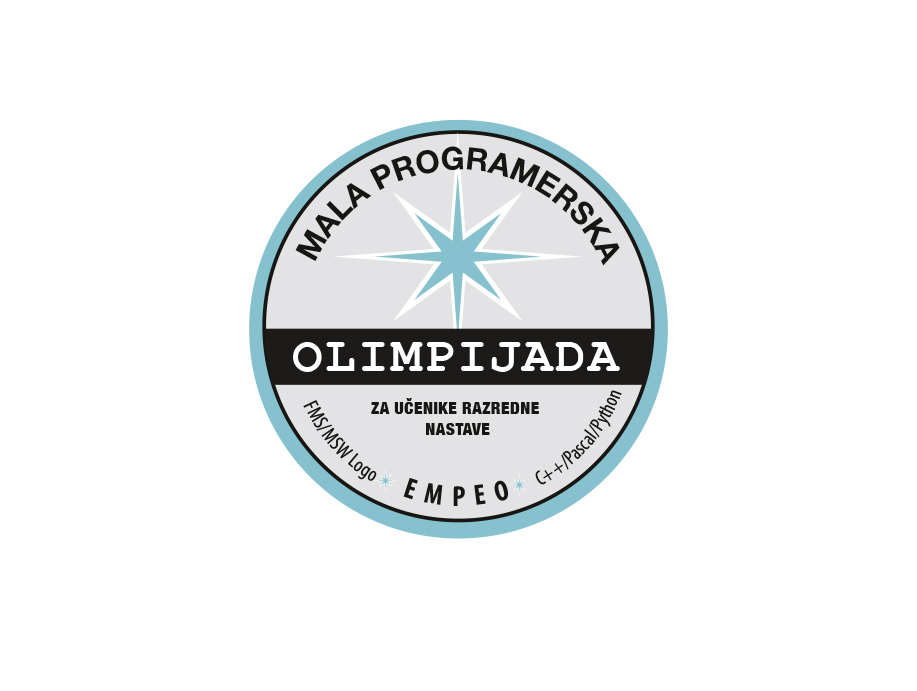 MALA PROGRAMERSKA
OLIMPIJADA
ZA UČENIKE RAZREDNE
NASTAVE
FMS/MSW Logo
EMPEO
C++/Pascal/Python